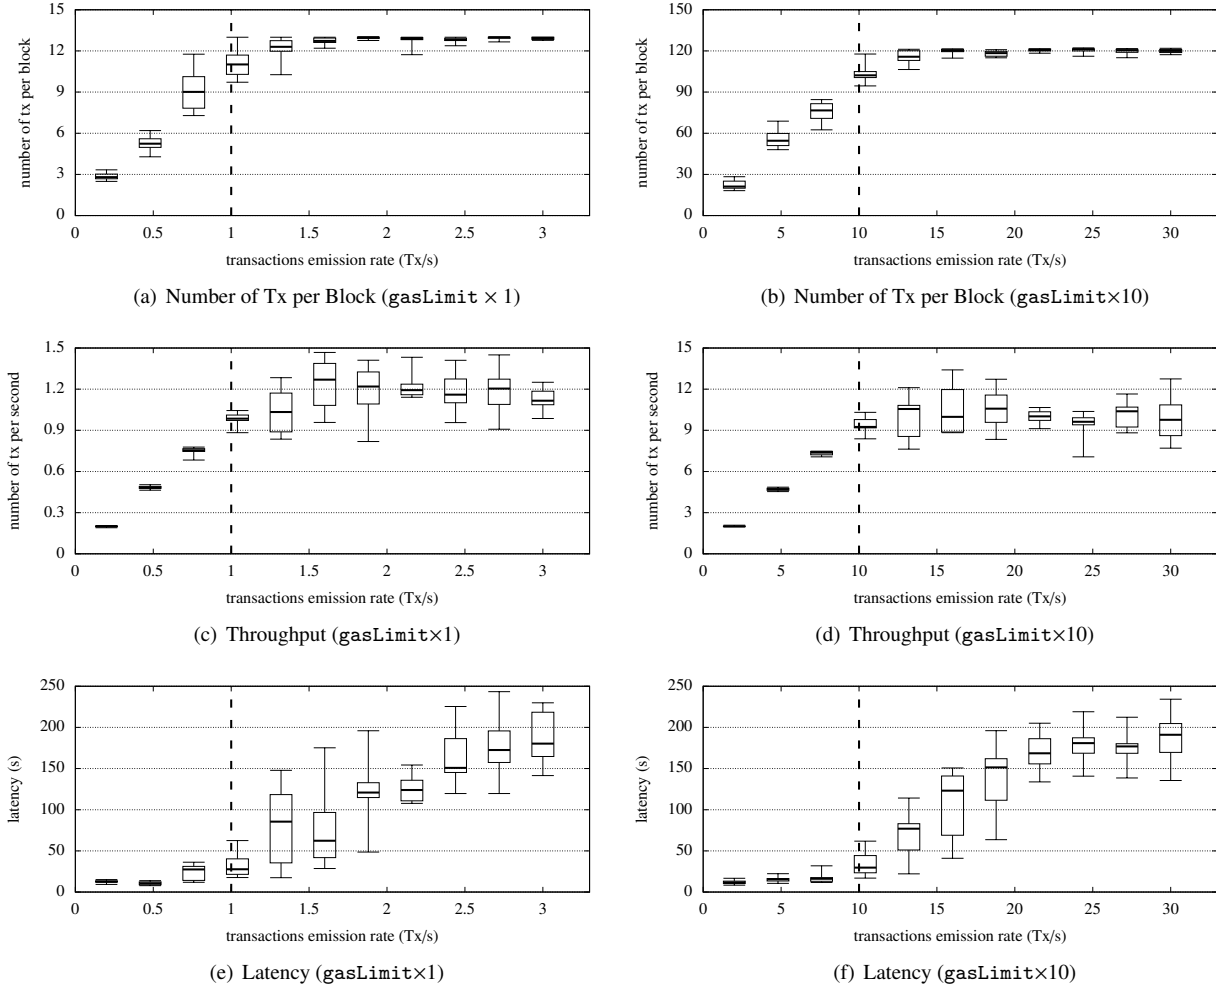 15
12
9
6
3
0
number of tx per block
0 0.5 1 1.5 2 2.5 3
transactions emission rate (Tx/s)
(a) Number of Tx per Block (gasLimit × 1)
150
120
90
60
30
0
number of tx per block
0 5 10 15 20 25 30
transactions emission rate (Tx/s)
(b) Number of Tx per Block (gasLimit×10)
1.5
1.2
0.9
0.6
0.3
0
number of tx per second
0 0.5 1 1.5 2 2.5 3
transactions emission rate (Tx/s)
(c) Throughput (gasLimit×1)
15
12
9
6
3
0
number of tx per second
0 5 10 15 20 25 30
transactions emission rate (Tx/s)
(d) Throughput (gasLimit×10)
250
200
150
100
50
0
latency (s)
0 0.5 1 1.5 2 2.5 3
transactions emission rate (Tx/s)
(e) Latency (gasLimit×1)
250
200
150
100
50
0
latency (s)
0 5 10 15 20 25 30
transactions emission rate (Tx/s)
(f) Latency (gasLimit×10)